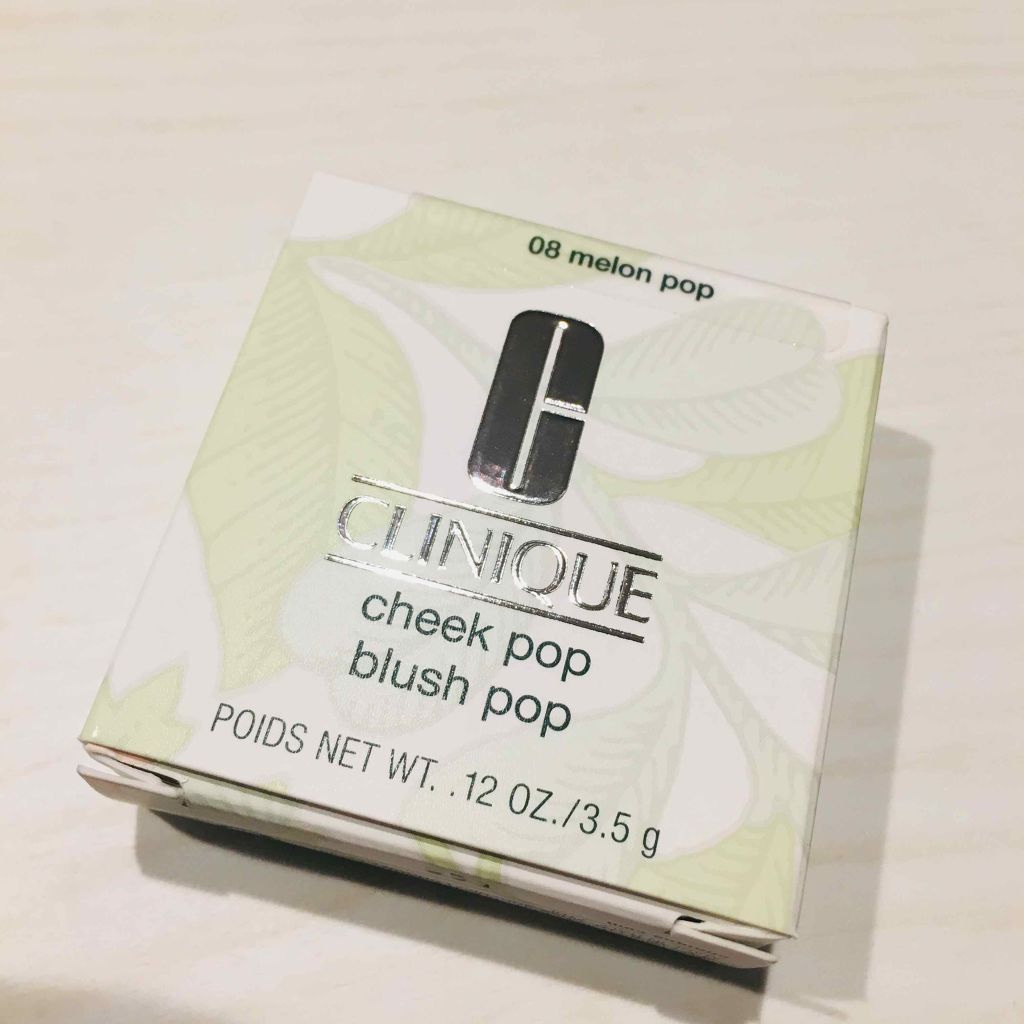 08 melon pop
CLINIQUE
cheek pop
blush pop
POIDS NET WT. .12 OZ./3.5 g